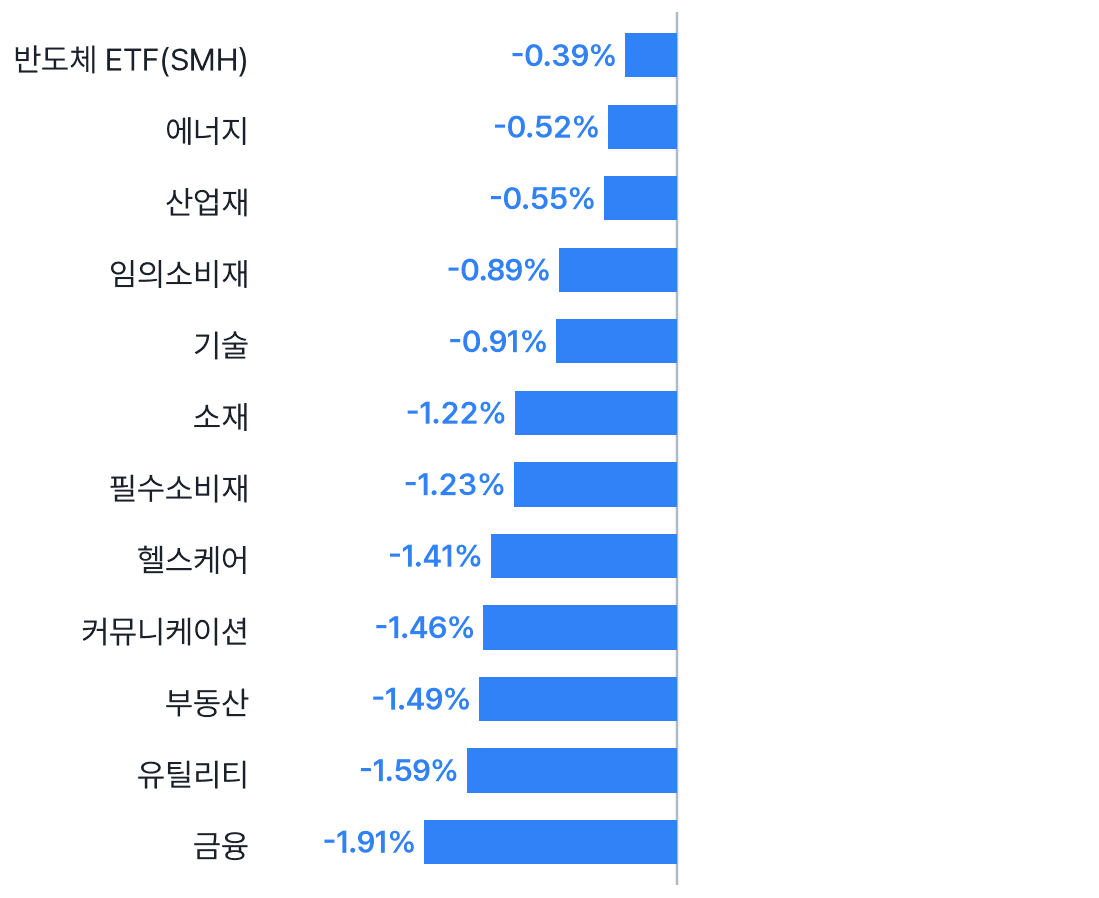 반도체 ETF(SMH) -0.39%
에너지 -0.52%
산업재 -0.55%
임의소비재 -0.89%
기술 -0.91%
소재 -1.22%
필수소비재 -1.23%
헬스케어 -1.41%
커뮤니케이션 -1.46%
부동산 -1.49%
유틸리티 -1.59%
금융 -1.91%